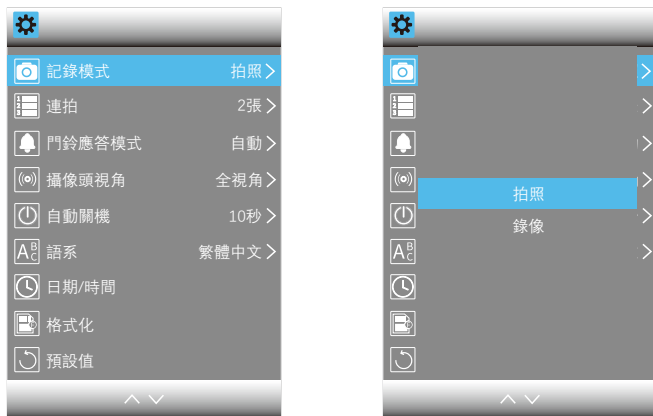 記錄模式 拍照
連拍 2張
門鈴應答模式 自動
攝像頭視角 全視角
自動關機 10秒
語系 繁體中文
日期/時間
格式化
預設值
拍照
錄像